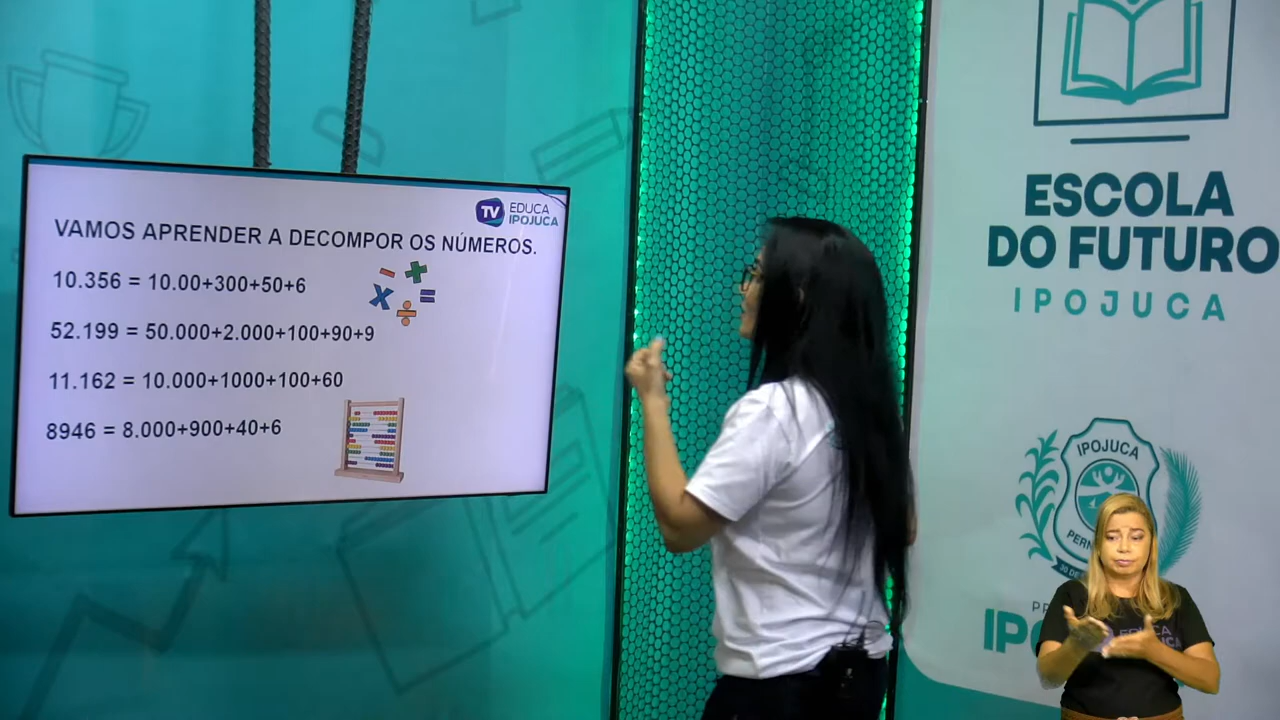 TV EDUCA
IPOJUCA
VAMOS APRENDER A DECOMPOR OS NÚMEROS.
10.356 = 10.00+300+50+6
52.199 = 50.000+2.000+100+90+9
11.162 = 10.000+1000+100+60
8946 = 8.000+900+40+6
ESCOLA
DO FUTURO
IPOJUCA
IPOJUCA
EDUCA